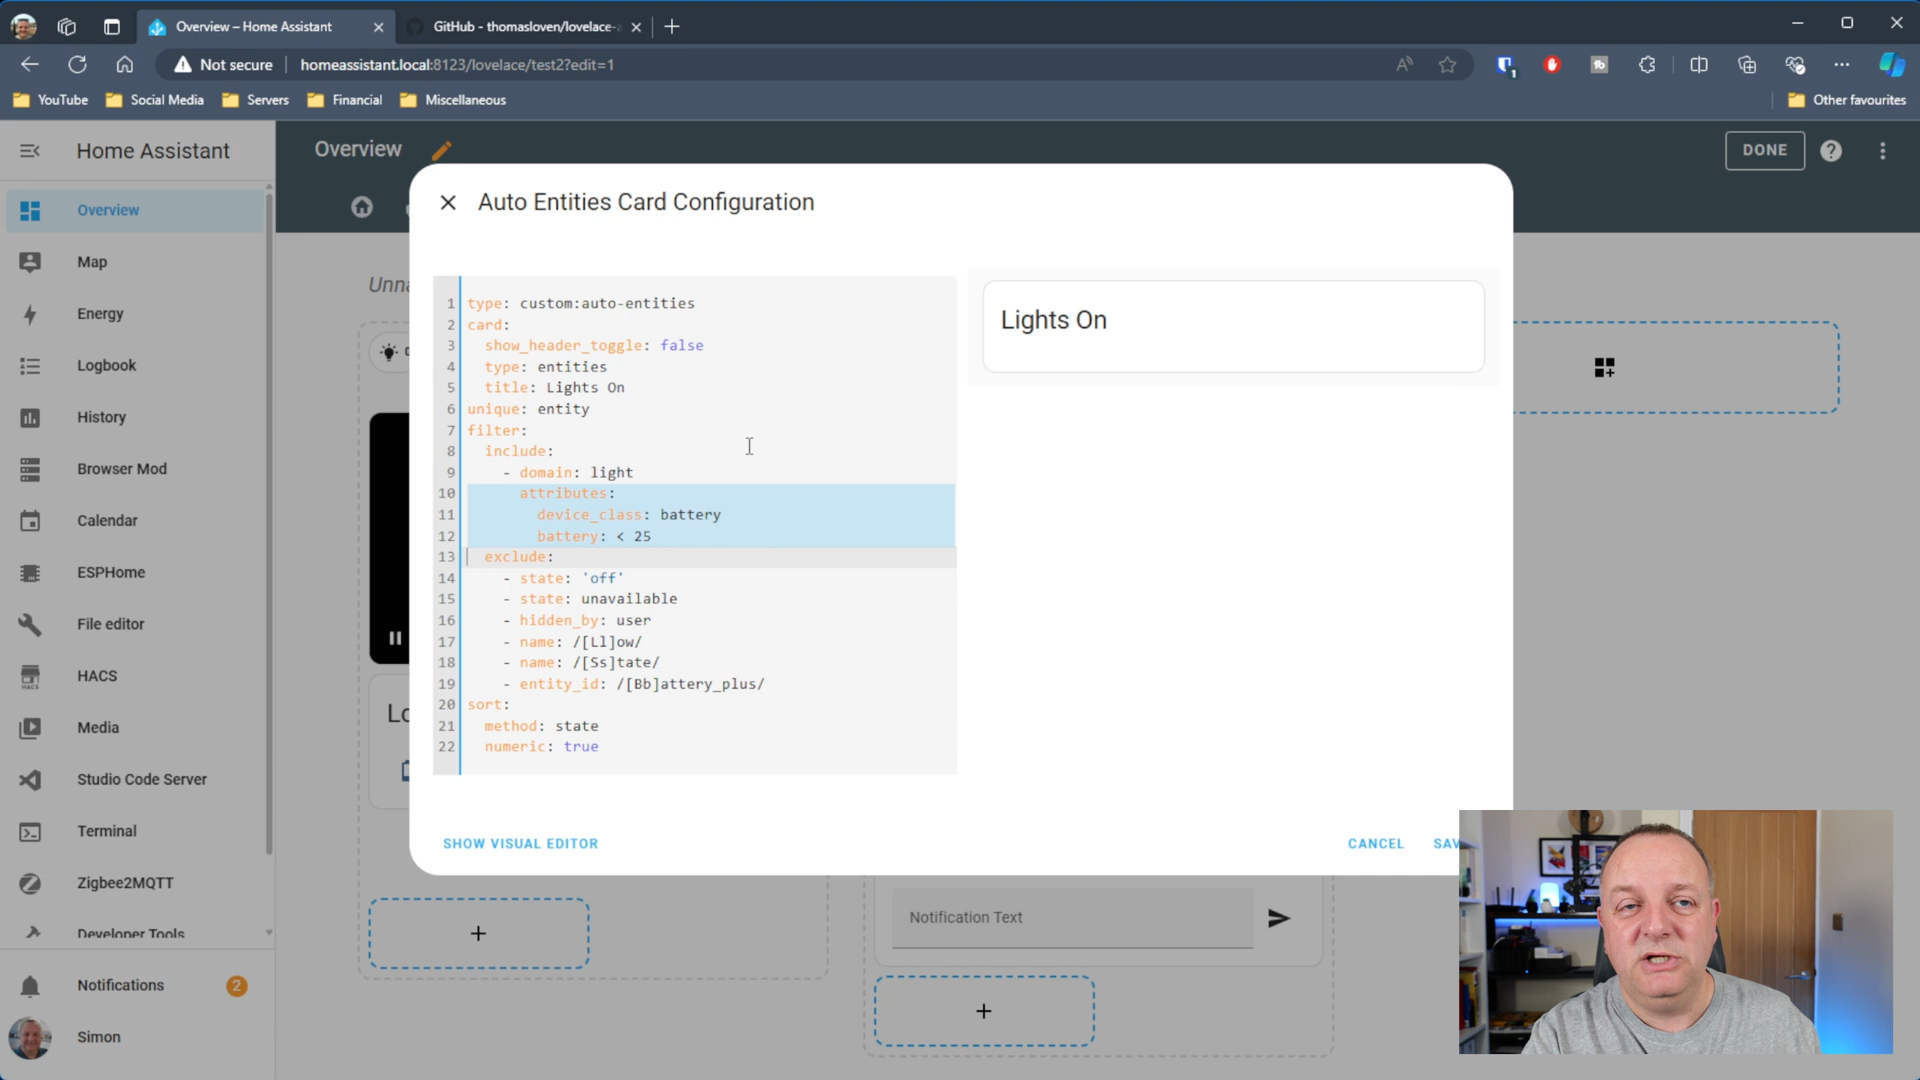 Overview – Home Assistant
GitHub - thomasloven/lovelace-a
Not secure
homeassistant.local:8123/lovelace/test2?edit=1
YouTube
Social Media
Servers
Financial
Miscellaneous
Other favourites
Home Assistant
Overview
DONE
Overview
Map
Energy
Logbook
History
Browser Mod
Calendar
ESPHome
File editor
HACS
Media
Studio Code Server
Terminal
Zigbee2MQTT
Developer Tools
Notifications
2
Simon
Unna
Lo
Auto Entities Card Configuration
1 type: custom:auto-entities
2 card:
3 show_header_toggle: false
4 type: entities
5 title: Lights On
6 unique: entity
7 filter:
8 include:
9 - domain: light
10 attributes:
11 device_class: battery
12 battery: < 25
13 exclude:
14 - state: 'off'
15 - state: unavailable
16 - hidden_by: user
17 - name: /[Ll]ow/
18 - name: /[Ss]tate/
19 - entity_id: /[Bb]attery_plus/
20 sort:
21 method: state
22 numeric: true
Lights On
SHOW VISUAL EDITOR
CANCEL
SAV
Notification Text